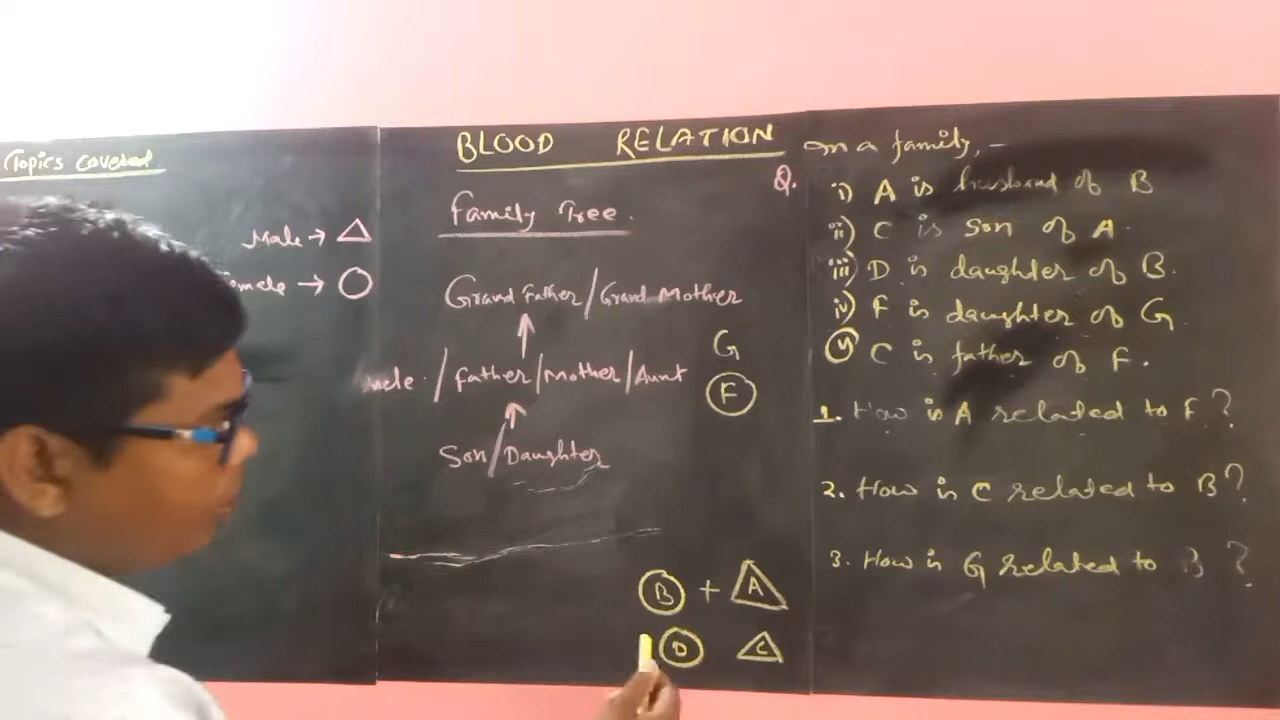 Topics covered
Male → △
→ ○
BLOOD RELATION
Family Tree.
Grand Father/Grand Mother
/ Father/Mother/Aunt
Son/Daughter
G
F
B + A
D C
Q. In a family, -
i) A is husband of B
ii) C is son of A.
iii) D is daughter of B.
iv) F is daughter of G.
v) C is father of F.
1. How is A related to F?
2. How is C related to B?
3. How is G related to B ?